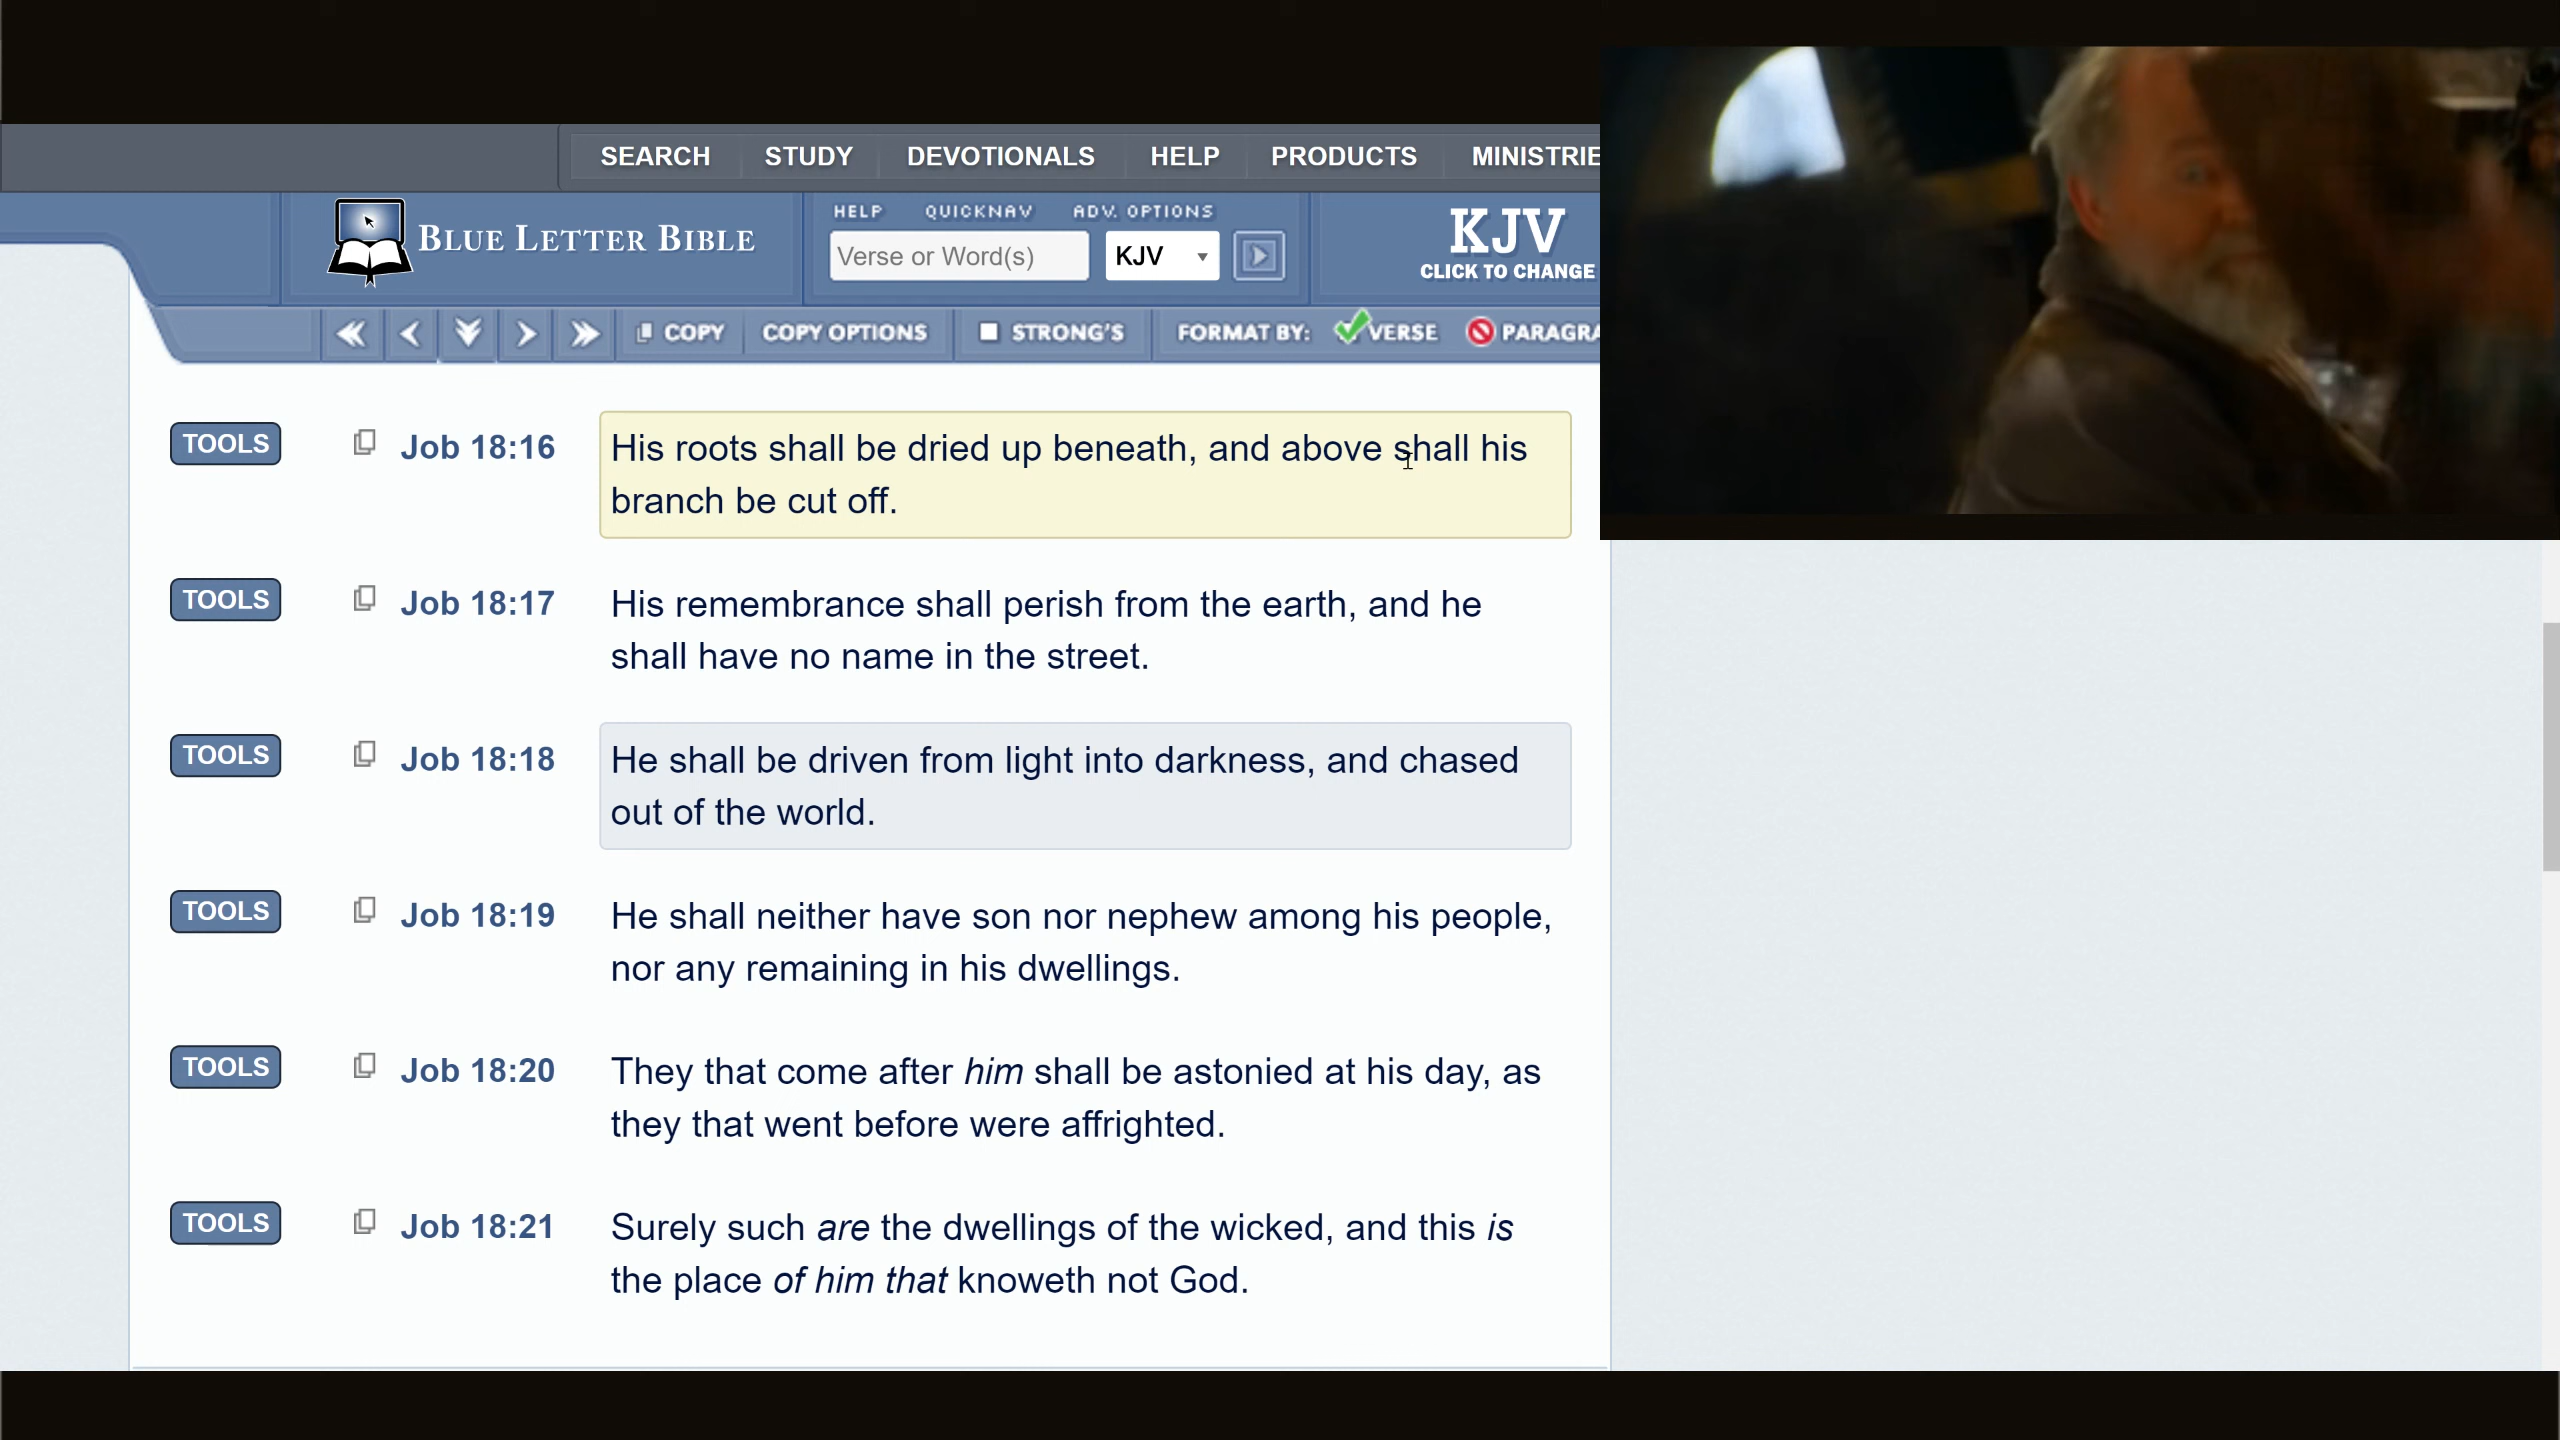 SEARCH STUDY DEVOTIONALS HELP PRODUCTS MINISTRIE
HELP QUICKNAV ADV. OPTIONS
BLUE LETTER BIBLE
Verse or Word(s) KJV
KJV
CLICK TO CHANGE
COPY COPY OPTIONS STRONG'S FORMAT BY: VERSE PARAGRA
TOOLS Job 18:16 His roots shall be dried up beneath, and above shall his
branch be cut off.
TOOLS Job 18:17 His remembrance shall perish from the earth, and he
shall have no name in the street.
TOOLS Job 18:18 He shall be driven from light into darkness, and chased
out of the world.
TOOLS Job 18:19 He shall neither have son nor nephew among his people,
nor any remaining in his dwellings.
TOOLS Job 18:20 They that come after him shall be astonied at his day, as
they that went before were affrighted.
TOOLS Job 18:21 Surely such are the dwellings of the wicked, and this is
the place of him that knoweth not God.